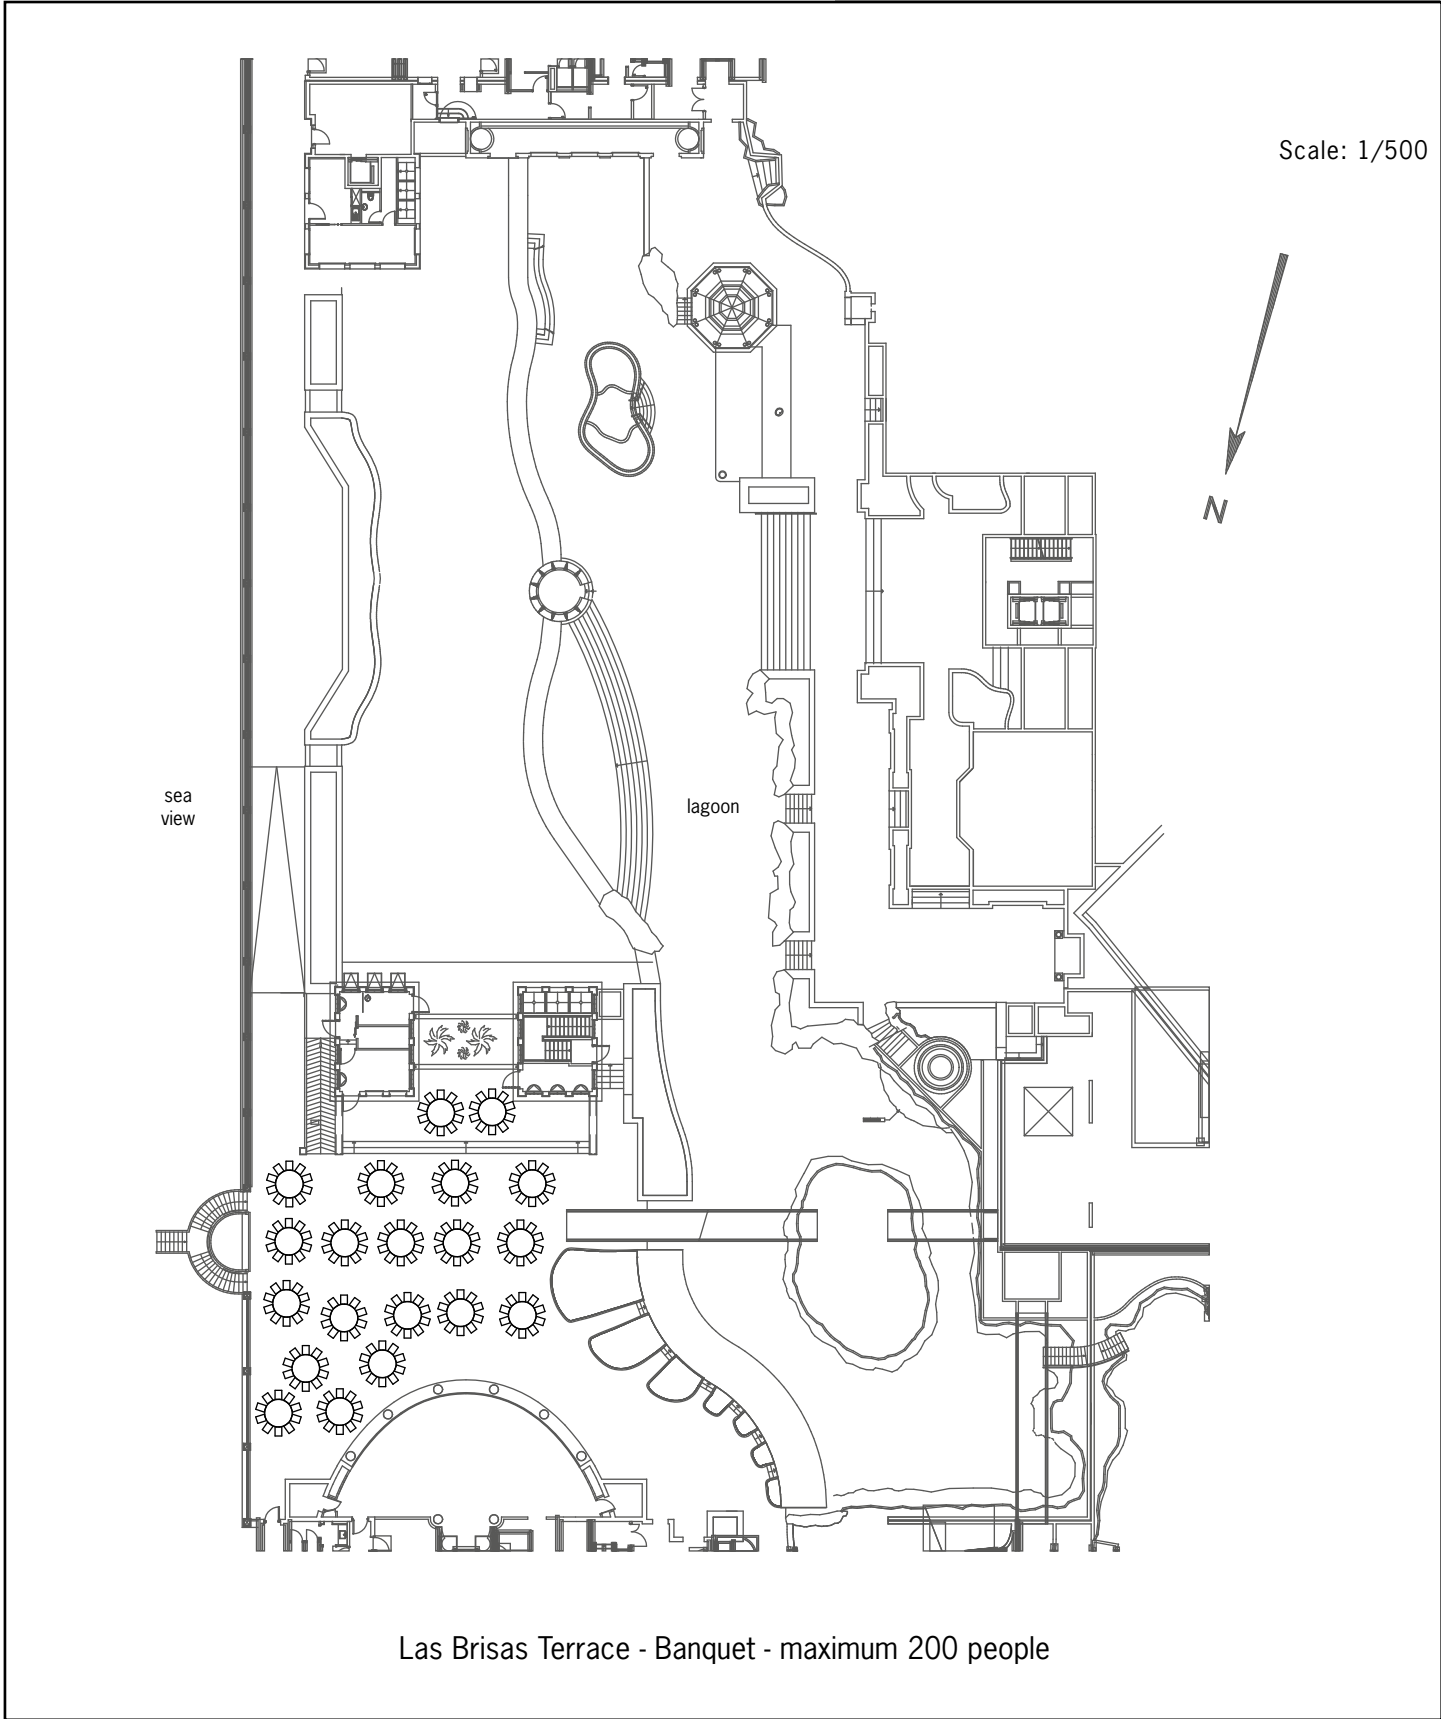 Scale: 1/500
N
sea
view
lagoon
Las Brisas Terrace - Banquet - maximum 200 people